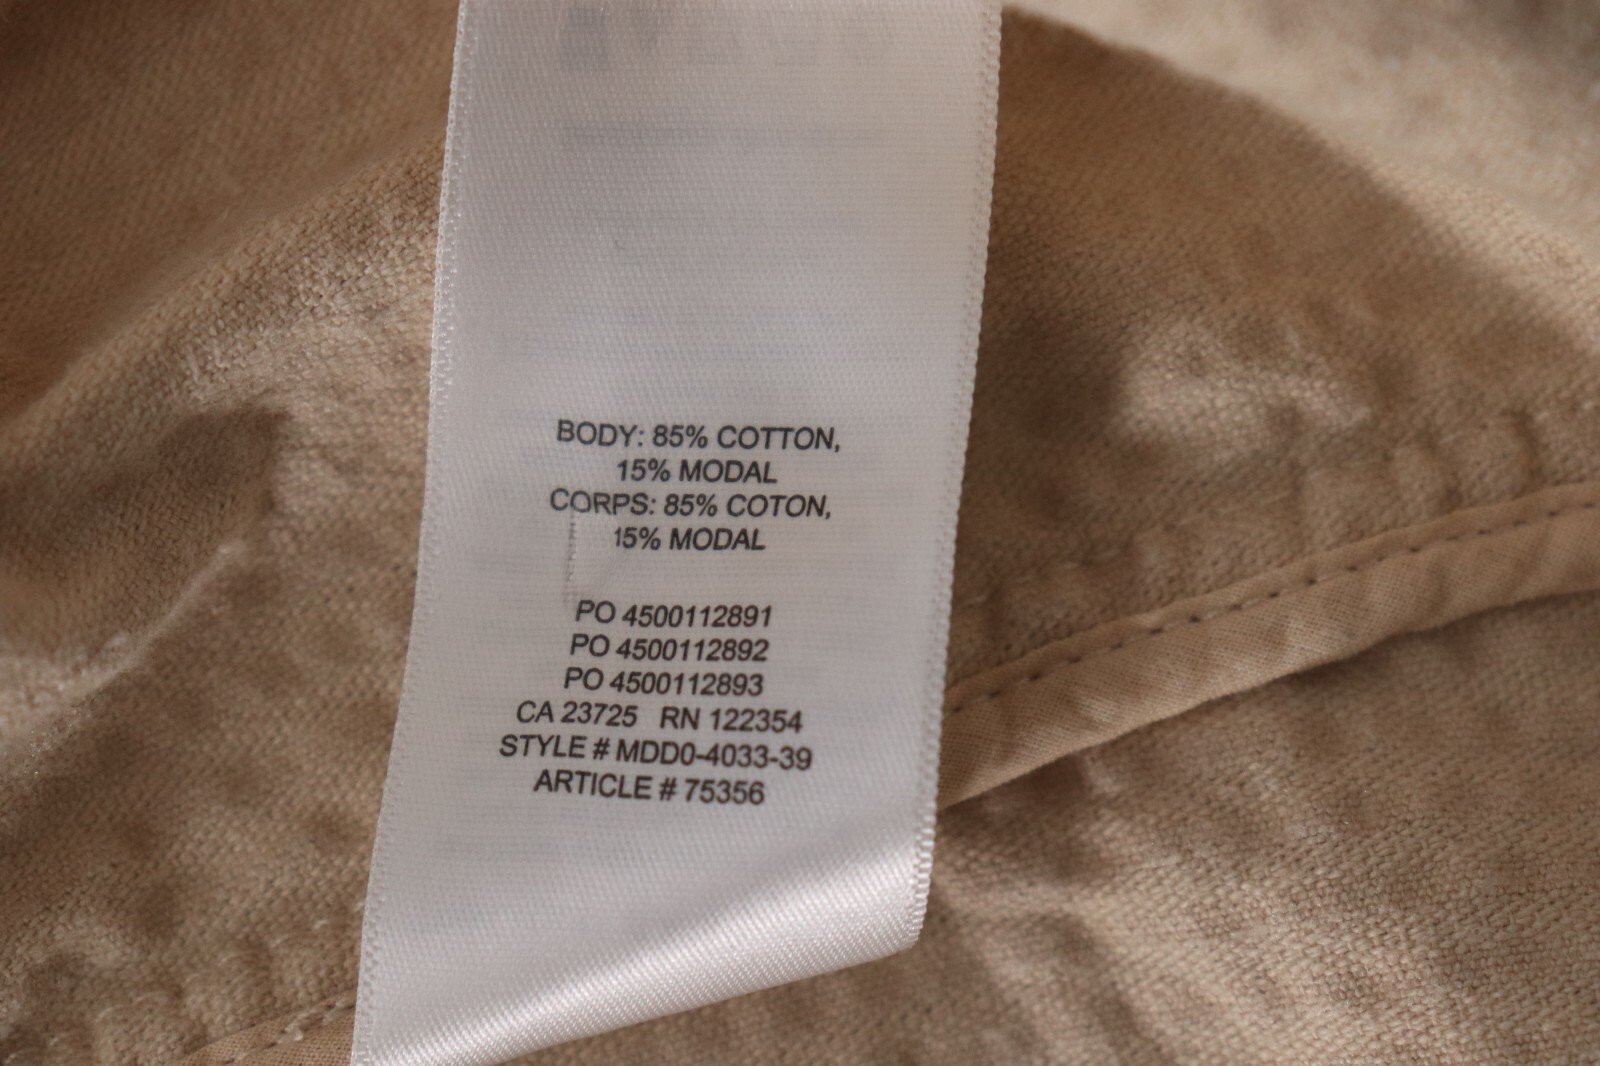 BODY: 85% COTTON,
15% MODAL
CORPS: 85% COTON,
15% MODAL
PO 4500112891
PO 4500112892
PO 4500112893
CA 23725 RN 122354
STYLE # MDD0-4033-39
ARTICLE # 75356